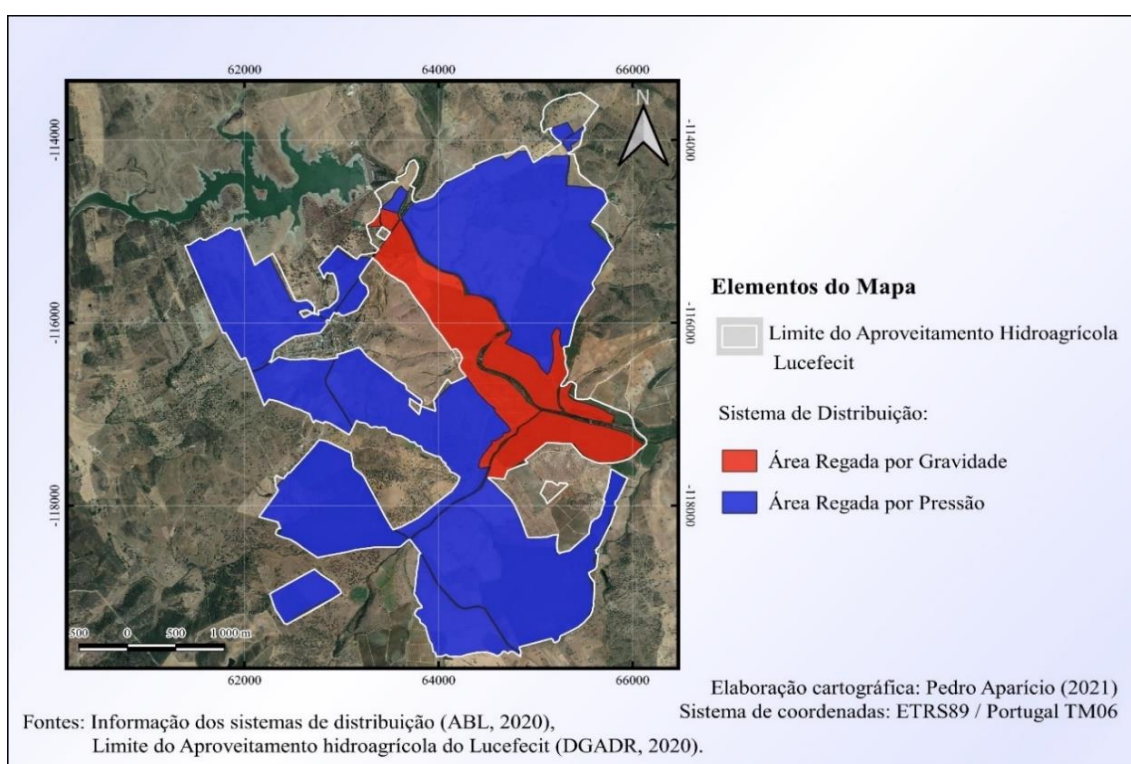 62000 64000 66000
N
-114000 -114000
-116000 -116000
-118000 -118000
500 0 500 1 000 m
62000 64000 66000
Elementos do Mapa
Limite do Aproveitamento Hidroagrícola
Lucefecit
Sistema de Distribuição:
Área Regada por Gravidade
Área Regada por Pressão
Elaboração cartográfica: Pedro Aparício (2021)
Sistema de coordenadas: ETRS89 / Portugal TM06
Fontes: Informação dos sistemas de distribuição (ABL, 2020),
Limite do Aproveitamento hidroagrícola do Lucefecit (DGADR, 2020).